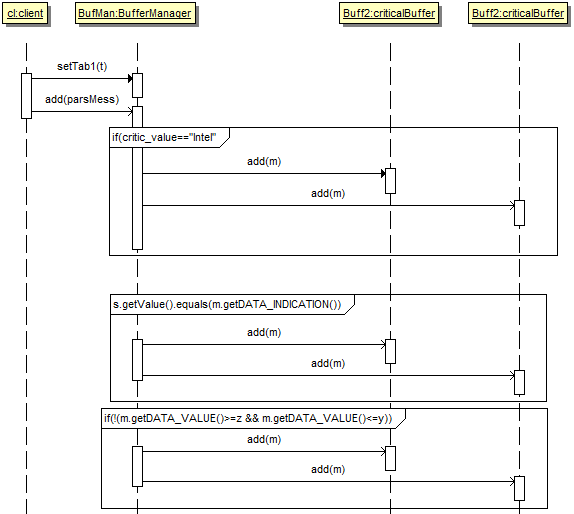 cl:client
BufMan:BufferManager
Buff2:criticalBuffer
Buff2:criticalBuffer
setTab1(t)
add(parsMess)
if(critic_value=="Intel"
add(m)
add(m)
s.getValue().equals(m.getDATA_INDICATION())
add(m)
add(m)
if(!(m.getDATA_VALUE()>=z && m.getDATA_VALUE()<=y))
add(m)
add(m)